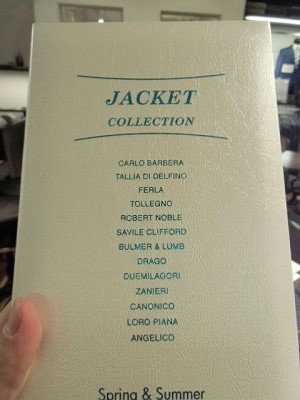 JACKET
COLLECTION
CARLO BARBERA
TALLIA DI DELFINO
FERLA
TOLLEGNO
ROBERT NOBLE
SAVILE CLIFFORD
BULMER & LUMB
DRAGO
DUEMILAGORI
ZANIERI
CANONICO
LORO PIANA
ANGELICO
Spring & Summer